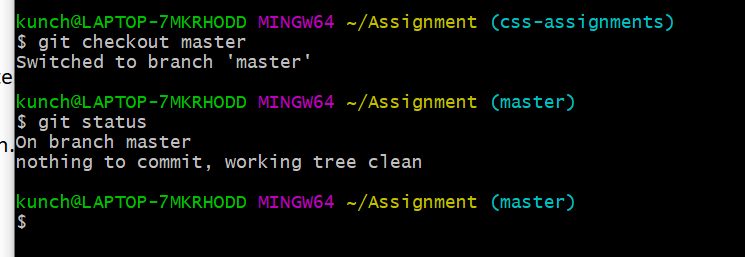 kunch@LAPTOP-7MKRHODD MINGW64 ~/Assignment (css-assignments)
$ git checkout master
Switched to branch 'master'
te
kunch@LAPTOP-7MKRHODD MINGW64 ~/Assignment (master)
$ git status
n.On branch master
nothing to commit, working tree clean
kunch@LAPTOP-7MKRHODD MINGW64 ~/Assignment (master)
$